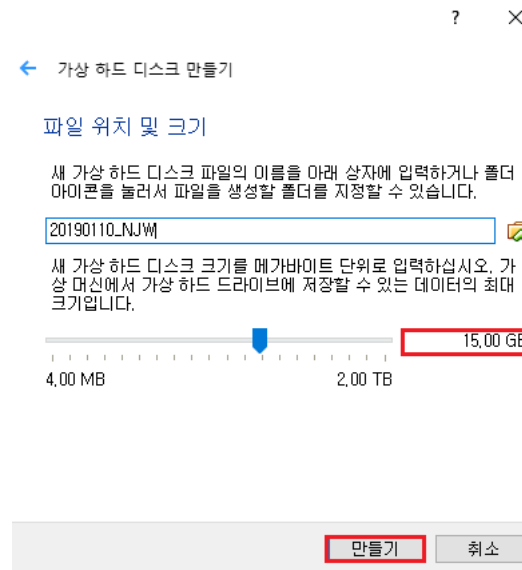 ?
가상 하드 디스크 만들기
파일 위치 및 크기
새 가상 하드 디스크 파일의 이름을 아래 상자에 입력하거나 폴더
아이콘을 눌러서 파일을 생성할 폴더를 지정할 수 있습니다.
20190110_NJW
새 가상 하드 디스크 크기를 메가바이트 단위로 입력하십시오. 가
상 머신에서 가상 하드 드라이브에 저장할 수 있는 데이터의 최대
크기입니다.
15,00 GB
4,00 MB 2,00 TB
만들기 취소